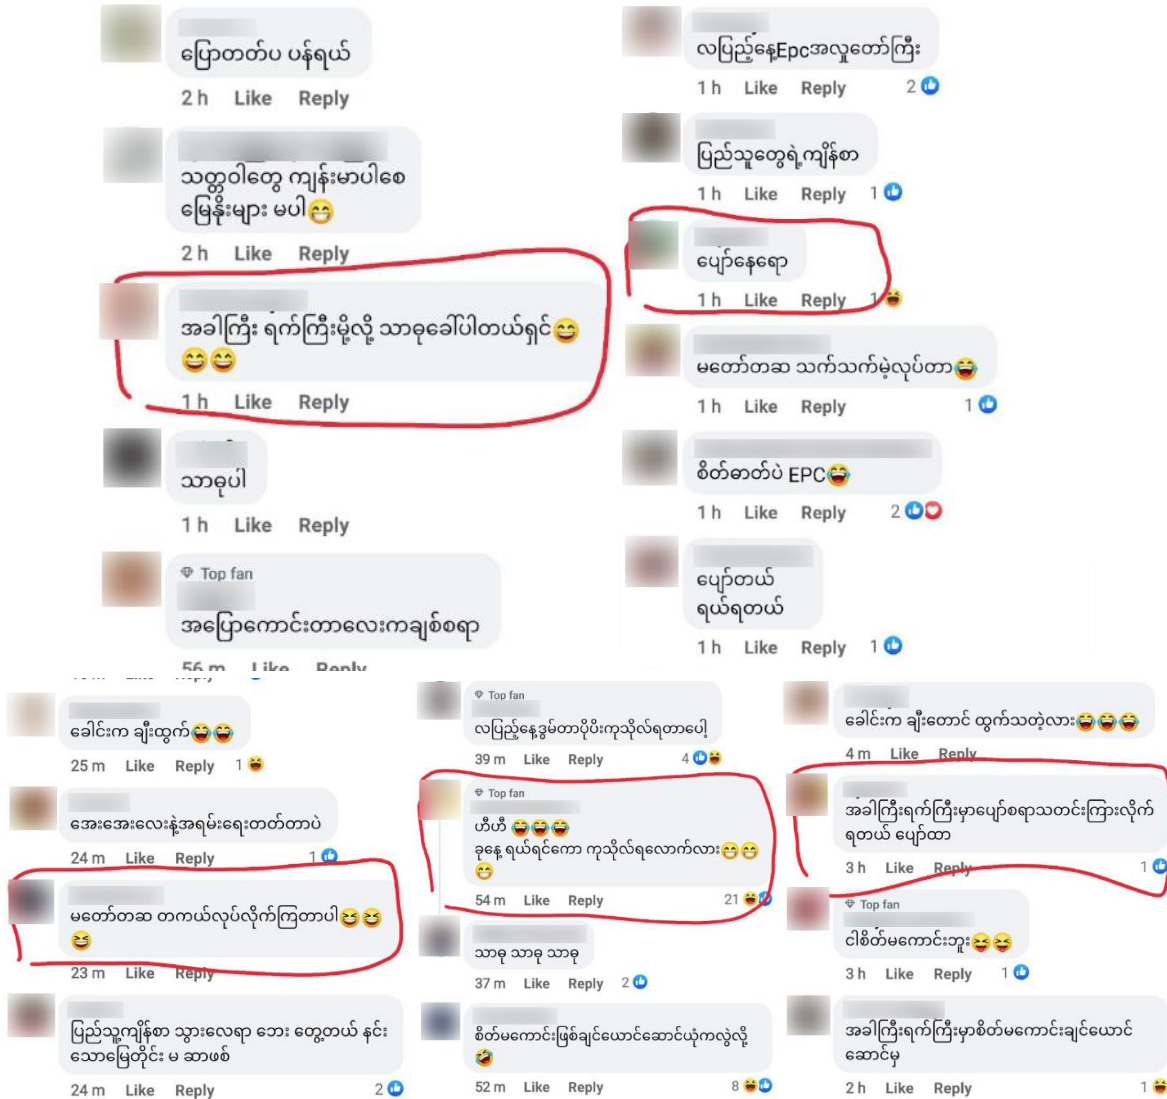 ပြောတတ်ပ ပန်ရယ်
2 h Like Reply
သတ္တဝါတွေ ကျန်းမာပါစေ
မြေနိုးများ မပါ😁
2 h Like Reply
အခါကြီး ရက်ကြီးမို့လို့ သာဓုခေါ်ပါတယ်ရှင်😄
😄😄
1 h Like Reply
သာဓုပါ
1 h Like Reply
Top fan
အပြောကောင်းတာလေးကချစ်စရာ
56 m Like Reply
လပြည့်နေ့Epcအလှူတော်ကြီး
1 h Like Reply 2
ပြည်သူတွေရဲ့ကျိန်စာ
1 h Like Reply 1
ပျော်နေရော
1 h Like Reply 1
မတော်တဆ သက်သက်မဲ့လုပ်တာ😂
1 h Like Reply 1
စိတ်ဓာတ်ပဲ EPC😂
1 h Like Reply 2
ပျော်တယ်
ရယ်ရတယ်
1 h Like Reply 1
ခေါင်းက ချီးထွက်😂😂
25 m Like Reply 1
အေးအေးလေးနဲ့အရမ်းရေးတတ်တာပဲ
24 m Like Reply 1
မတော်တဆ တကယ်လုပ်လိုက်ကြတာပါ😆😆
😆
23 m Like Reply
ပြည်သူ့ကျိန်စာ သွားလေရာ ဘေး တွေ့တယ် နင်း
သောမြေတိုင်း မ ဆာဖစ်
24 m Like Reply 2
Top fan
လပြည့်နေ့ဒွမ်တာပိုပီးကုသိုလ်ရတာပေါ့
39 m Like Reply 4
Top fan
ဟီဟီ 😂😂😂
ခုနေ့ ရယ်ရင်ကော ကုသိုလ်ရလောက်လား😁😁
😁
54 m Like Reply 21
သာဓု သာဓု သာဓု
37 m Like Reply 2
စိတ်မကောင်းဖြစ်ချင်ယောင်ဆောင်ယုံကလွဲလို့
🤣
52 m Like Reply 8
ခေါင်းက ချီးတောင် ထွက်သတဲ့လား😂😂😂
4 m Like Reply
အခါကြီးရက်ကြီးမှာပျော်စရာသတင်းကြားလိုက်
ရတယ် ပျော်ထာ
3 h Like Reply 1
Top fan
ငါစိတ်မကောင်းဘူး😝😝
3 h Like Reply 1
အခါကြီးရက်ကြီးမှာစိတ်မကောင်းချင်ယောင်
ဆောင်မှ
2 h Like Reply 1